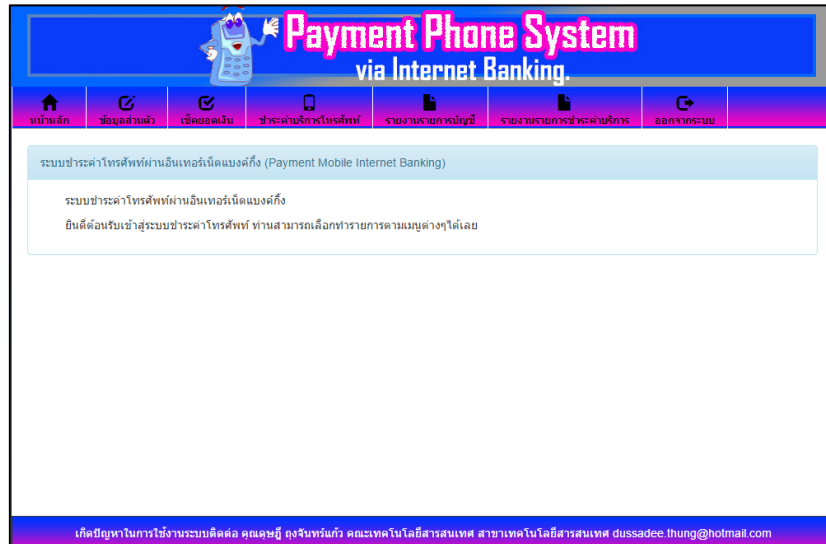 Payment Phone System
via Internet Banking.
หน้าหลัก ข้อมูลส่วนตัว เช็คยอดเงิน ชำระค่าบริการโทรศัพท์ รายงานรายการบัญชี รายงานรายการชำระค่าบริการ ออกจากระบบ
ระบบชำระค่าโทรศัพท์ผ่านอินเทอร์เน็ตแบงค์กิ้ง (Payment Mobile Internet Banking)
ระบบชำระค่าโทรศัพท์ผ่านอินเทอร์เน็ตแบงค์กิ้ง
ยินดีต้อนรับเข้าสู่ระบบชำระค่าโทรศัพท์ ท่านสามารถเลือกทำรายการตามเมนูต่างๆได้เลย
เกิดปัญหาในการใช้งานระบบติดต่อ คุณดุษฎี ถุงจันทร์แก้ว คณะเทคโนโลยีสารสนเทศ สาขาเทคโนโลยีสารสนเทศ dussadee.thung@hotmail.com